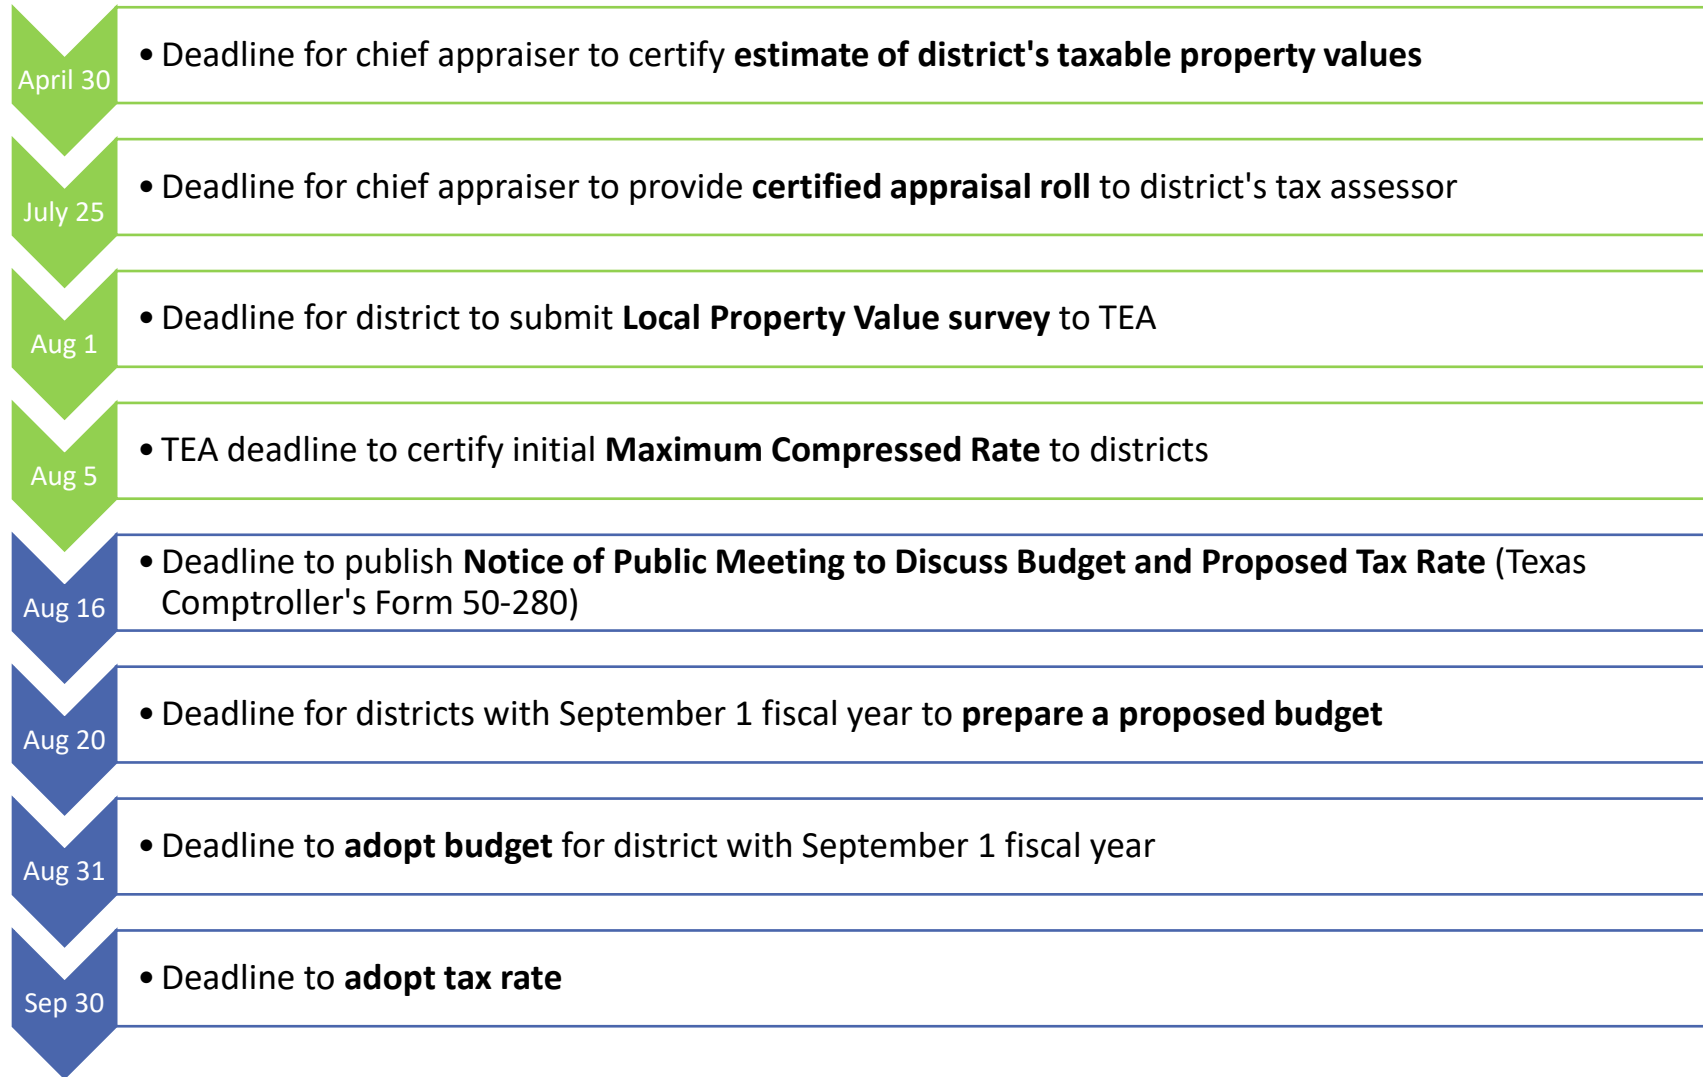 April 30
• Deadline for chief appraiser to certify estimate of district's taxable property values
July 25
• Deadline for chief appraiser to provide certified appraisal roll to district's tax assessor
Aug 1
• Deadline for district to submit Local Property Value survey to TEA
Aug 5
• TEA deadline to certify initial Maximum Compressed Rate to districts
Aug 16
• Deadline to publish Notice of Public Meeting to Discuss Budget and Proposed Tax Rate (Texas
Comptroller's Form 50-280)
Aug 20
• Deadline for districts with September 1 fiscal year to prepare a proposed budget
Aug 31
• Deadline to adopt budget for district with September 1 fiscal year
Sep 30
• Deadline to adopt tax rate